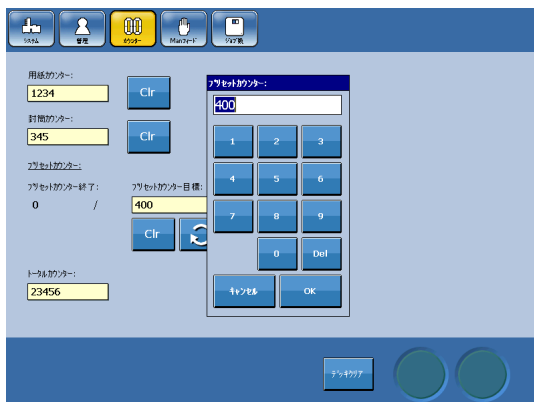 システム
管理
カウンター
Manフィード
ジョブ数
用紙カウンター:
1234
Clr
封筒カウンター:
345
Clr
プリセットカウンター:
プリセットカウンター終了:
プリセットカウンター目標:
0 /
400
Clr
トータルカウンター:
23456
プリセットカウンター:
400
1 2 3
4 5 6
7 8 9
0 Del
キャンセル OK
デッキクリア